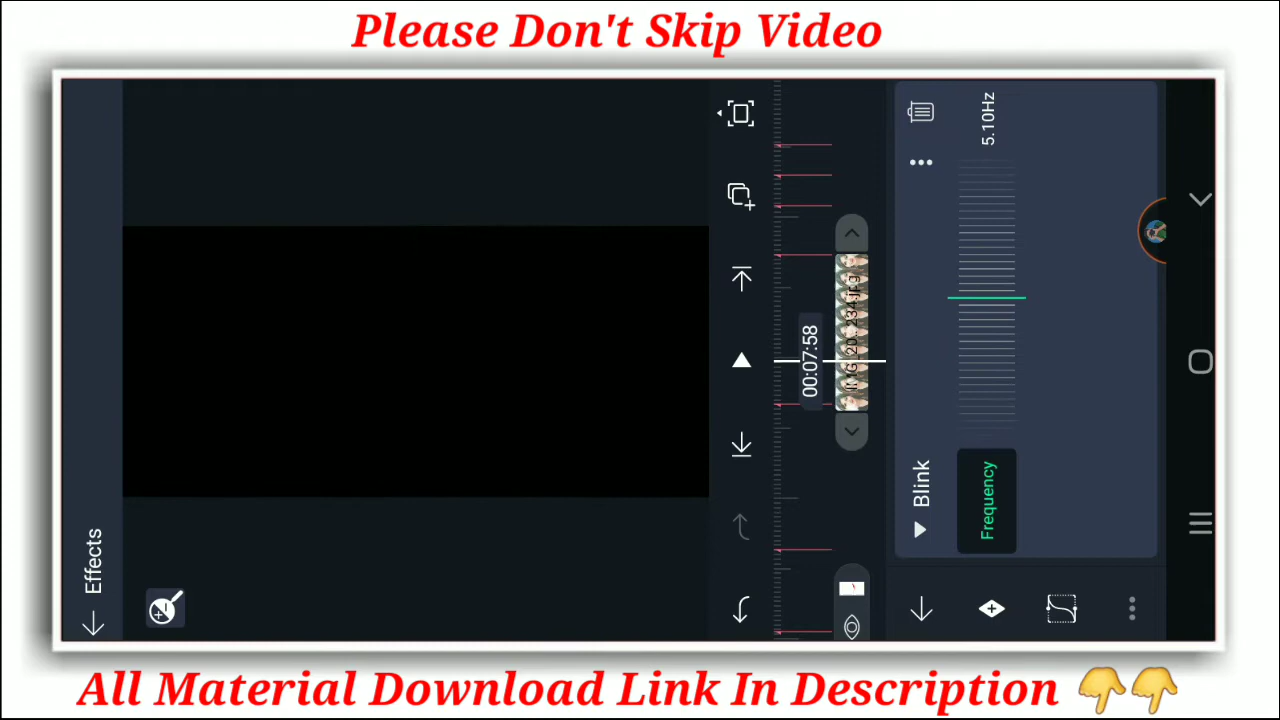 Please Don't Skip Video
Effects
00:07:58
5.10Hz
Blink
Frequency
All Material Download Link In Description 👇👇